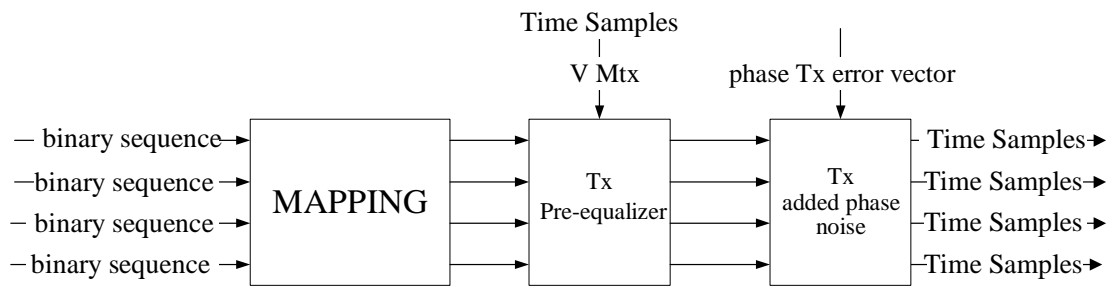 Time Samples
V Mtx
phase Tx error vector
binary sequence
binary sequence
binary sequence
binary sequence
MAPPING
Tx
Pre-equalizer
Tx
added phase
noise
Time Samples
Time Samples
Time Samples
Time Samples